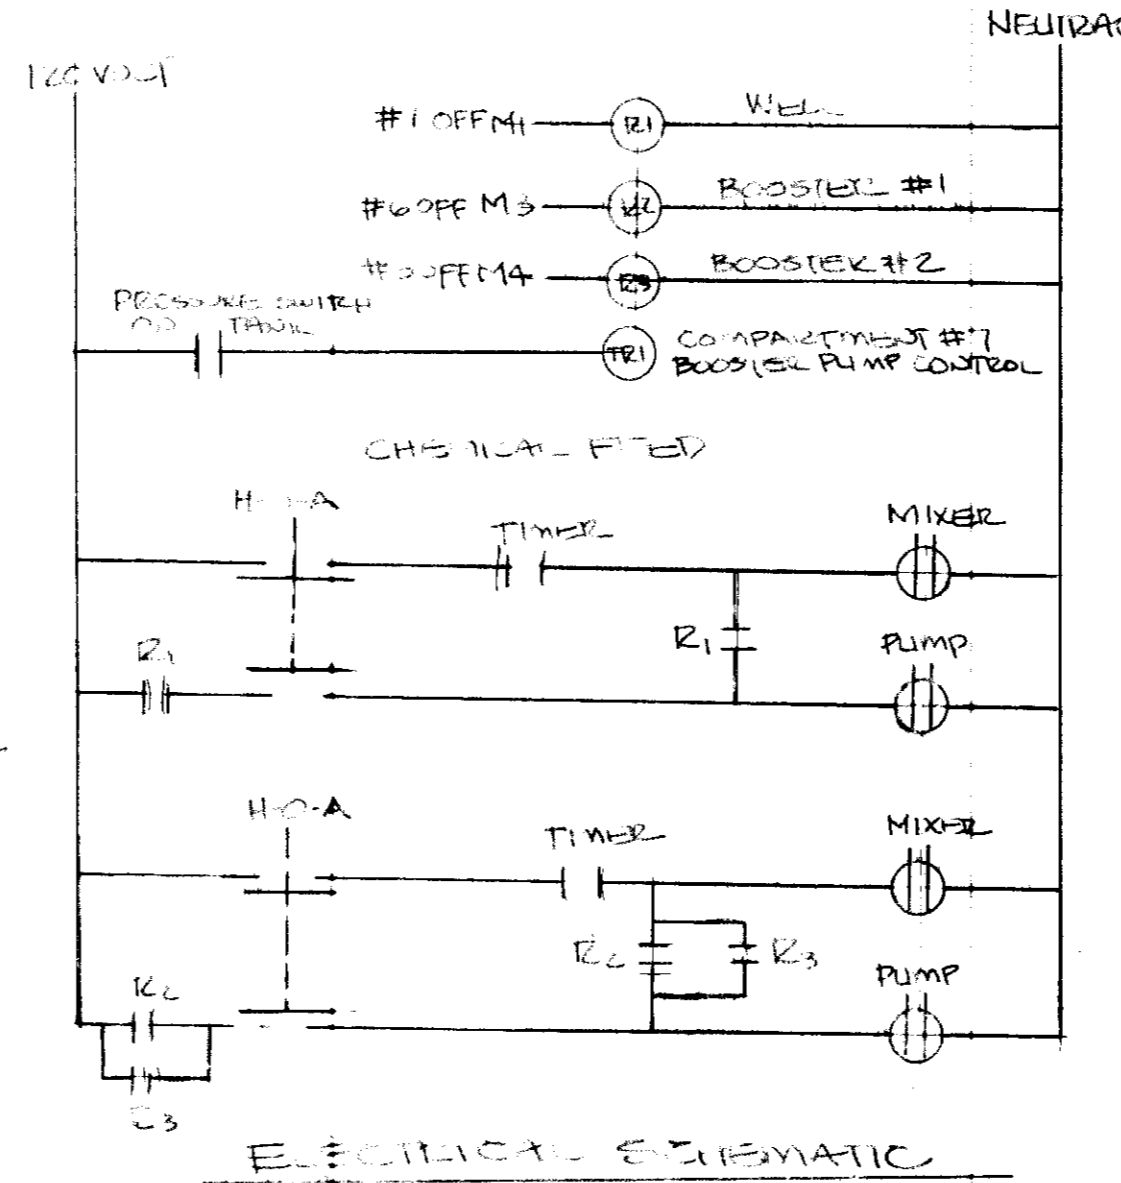 NEUTRAL
120 VOLT
#1 OFF M1 R1 WELL
#6 OFF M3 R2 BOOSTER #1
OFF M4 R3 BOOSTER #2
PRESSURE SWITCH
ON TANK
TR1 COMPARTMENT #7
BOOSTER PUMP CONTROL
CHEMICAL FEED
H-O-A
TIMER
MIXER
R1
R1
PUMP
H-O-A
TIMER
MIXER
R2
R3
R2
PUMP
R3
ELECTRICAL SCHEMATIC